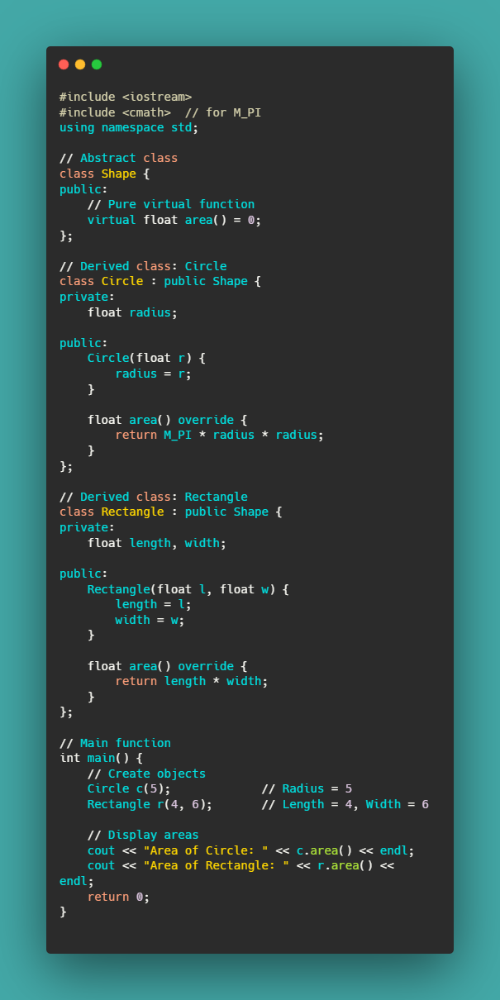 #include <iostream>
#include <cmath>  // for M_PI
using namespace std;

// Abstract class
class Shape {
public:
    // Pure virtual function
    virtual float area() = 0;
};

// Derived class: Circle
class Circle : public Shape {
private:
    float radius;

public:
    Circle(float r) {
        radius = r;
    }

    float area() override {
        return M_PI * radius * radius;
    }
};

// Derived class: Rectangle
class Rectangle : public Shape {
private:
    float length, width;

public:
    Rectangle(float l, float w) {
        length = l;
        width = w;
    }

    float area() override {
        return length * width;
    }
};

// Main function
int main() {
    // Create objects
    Circle c(5);             // Radius = 5
    Rectangle r(4, 6);       // Length = 4, Width = 6

    // Display areas
    cout << "Area of Circle: " << c.area() << endl;
    cout << "Area of Rectangle: " << r.area() <<
endl;
    return 0;
}